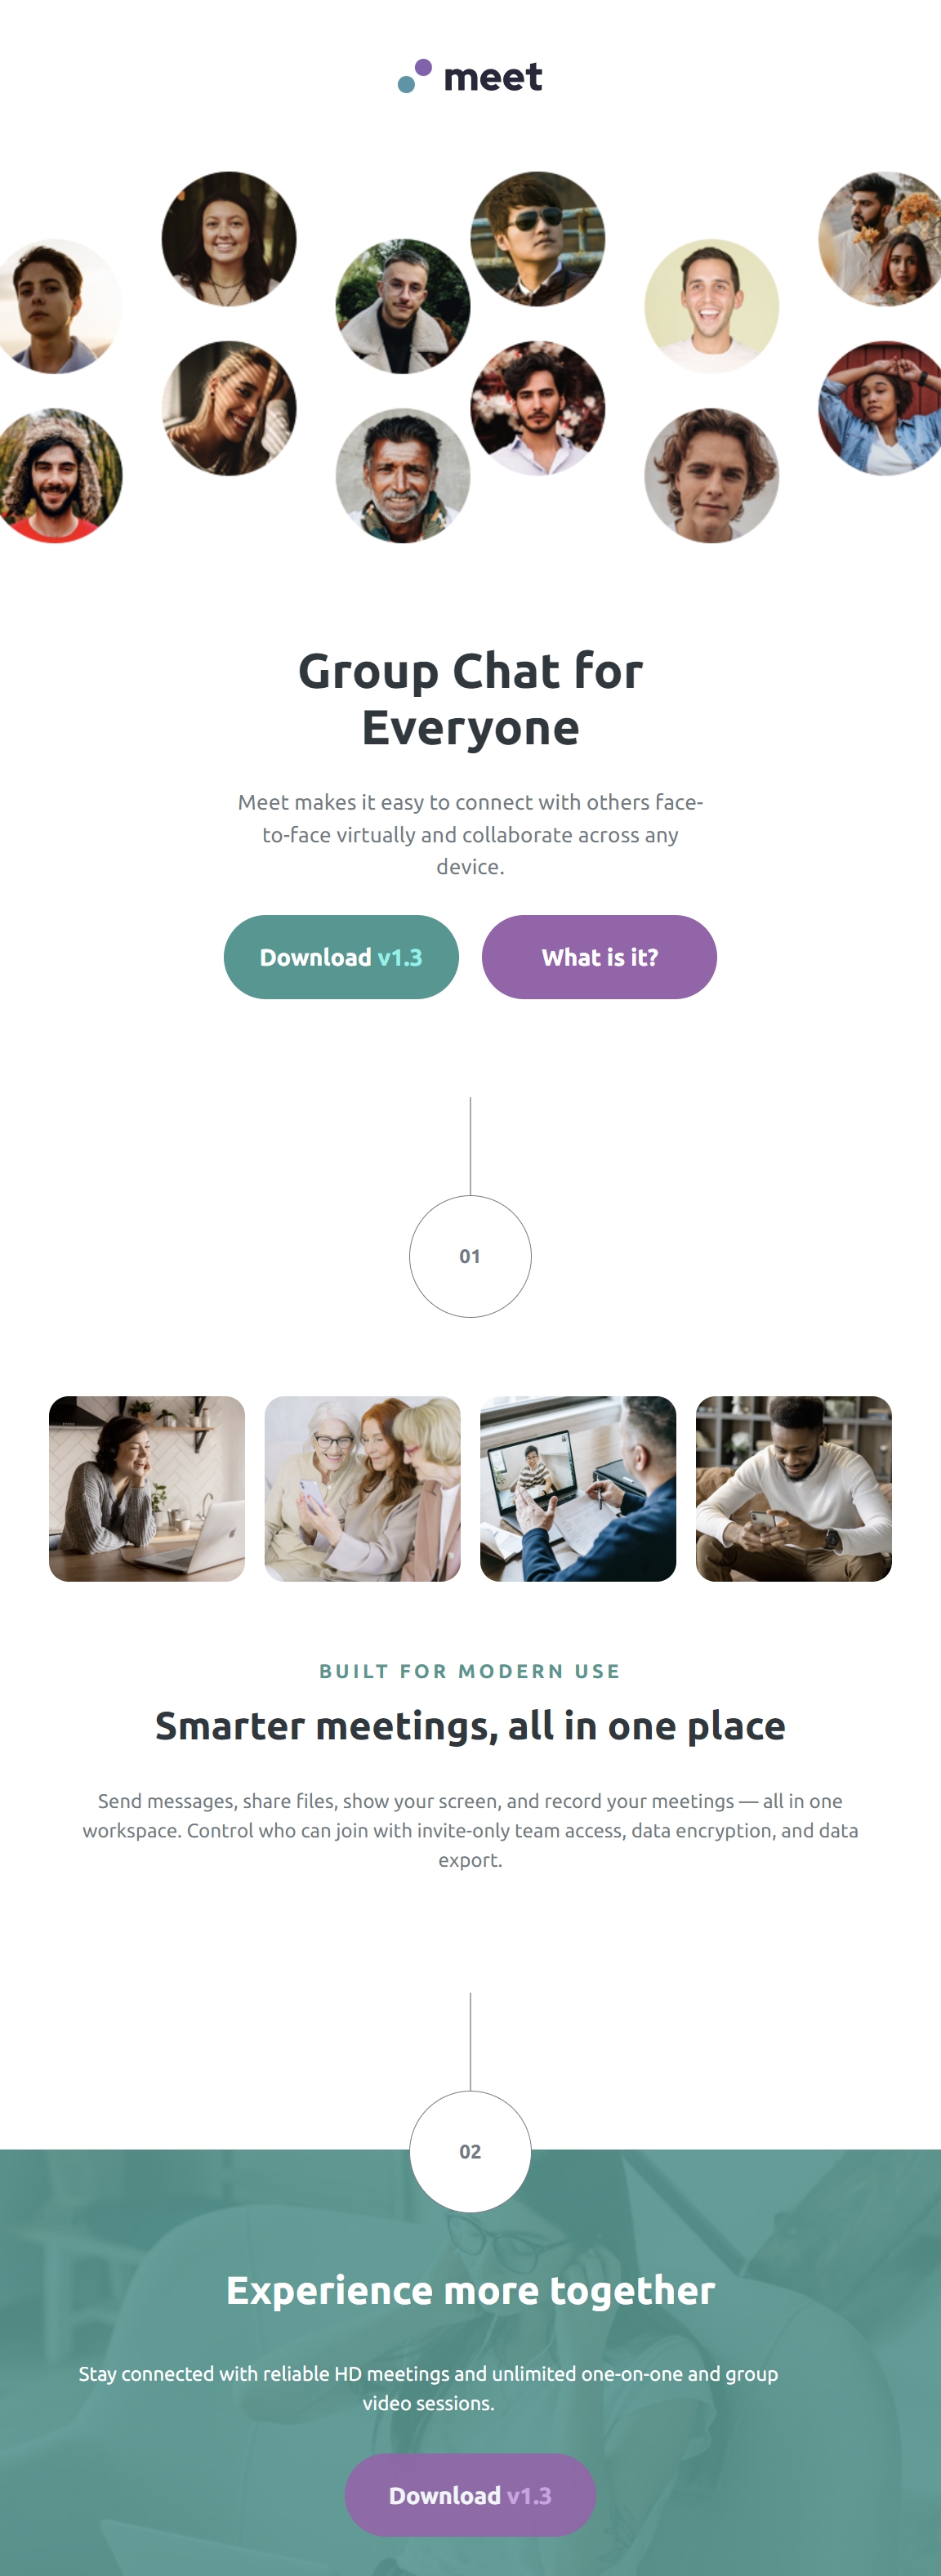 meet
Group Chat for
Everyone
Meet makes it easy to connect with others face-
to-face virtually and collaborate across any
device.
Download v1.3
What is it?
01
BUILT FOR MODERN USE
Smarter meetings, all in one place
Send messages, share files, show your screen, and record your meetings — all in one
workspace. Control who can join with invite-only team access, data encryption, and data
export.
02
Experience more together
Stay connected with reliable HD meetings and unlimited one-on-one and group
video sessions.
Download v1.3